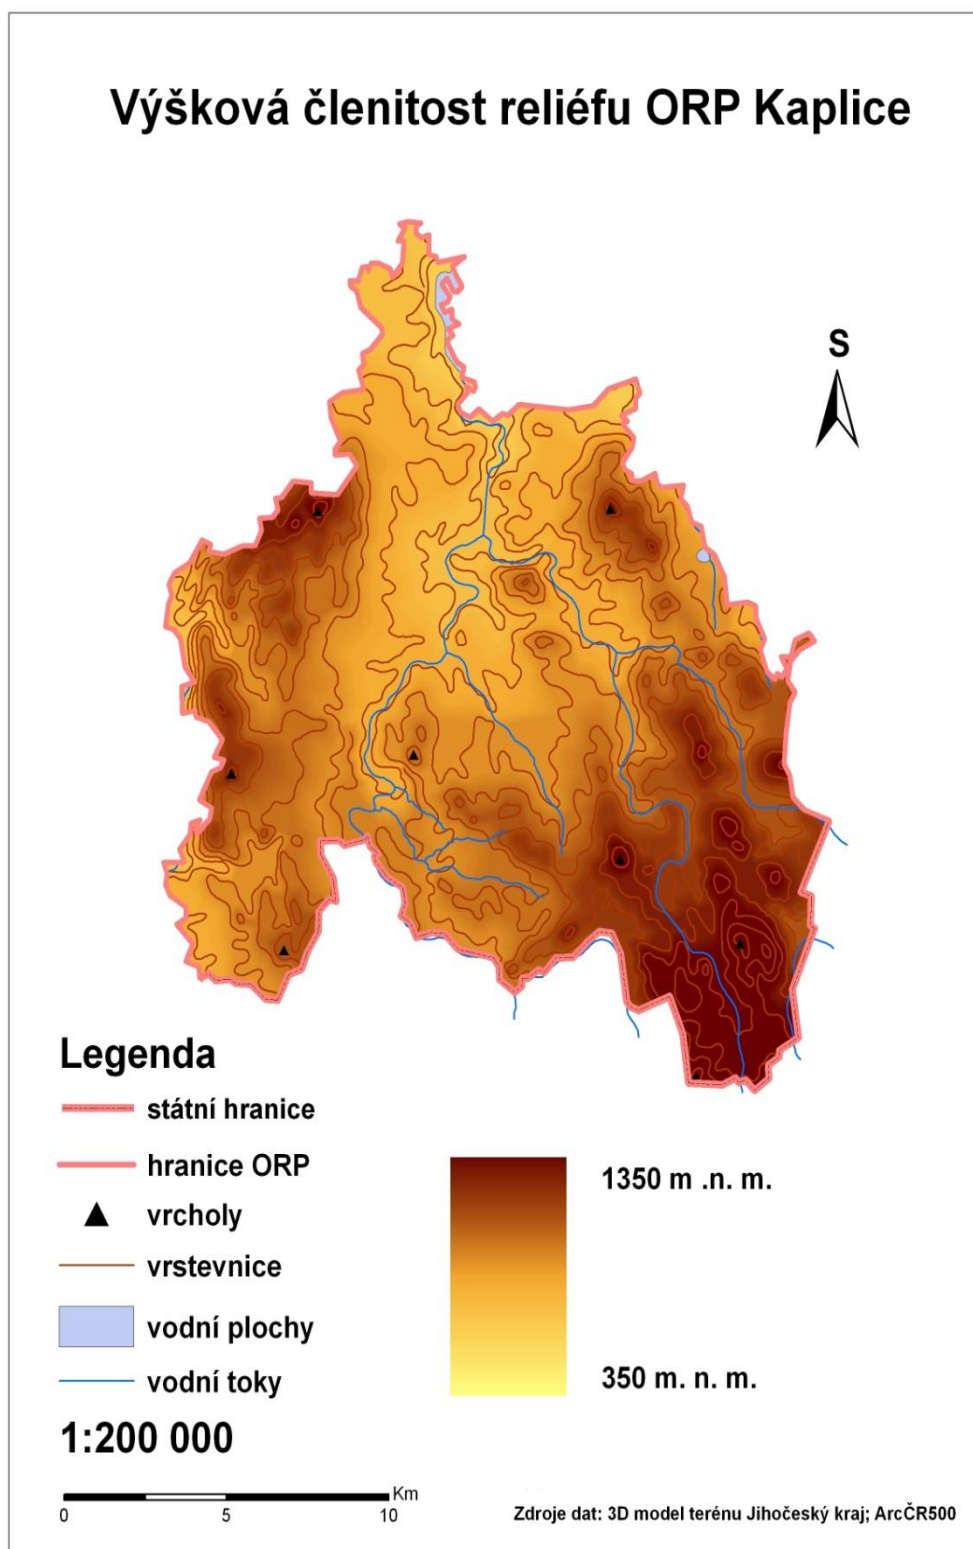 Výšková členitost reliéfu ORP Kaplice
S
Legenda
státní hranice
hranice ORP
vrcholy
vrstevnice
vodní plochy
vodní toky
1350 m .n. m.
350 m. n. m.
1:200 000
Km
0 5 10
Zdroje dat: 3D model terénu Jihočeský kraj; ArcČR500